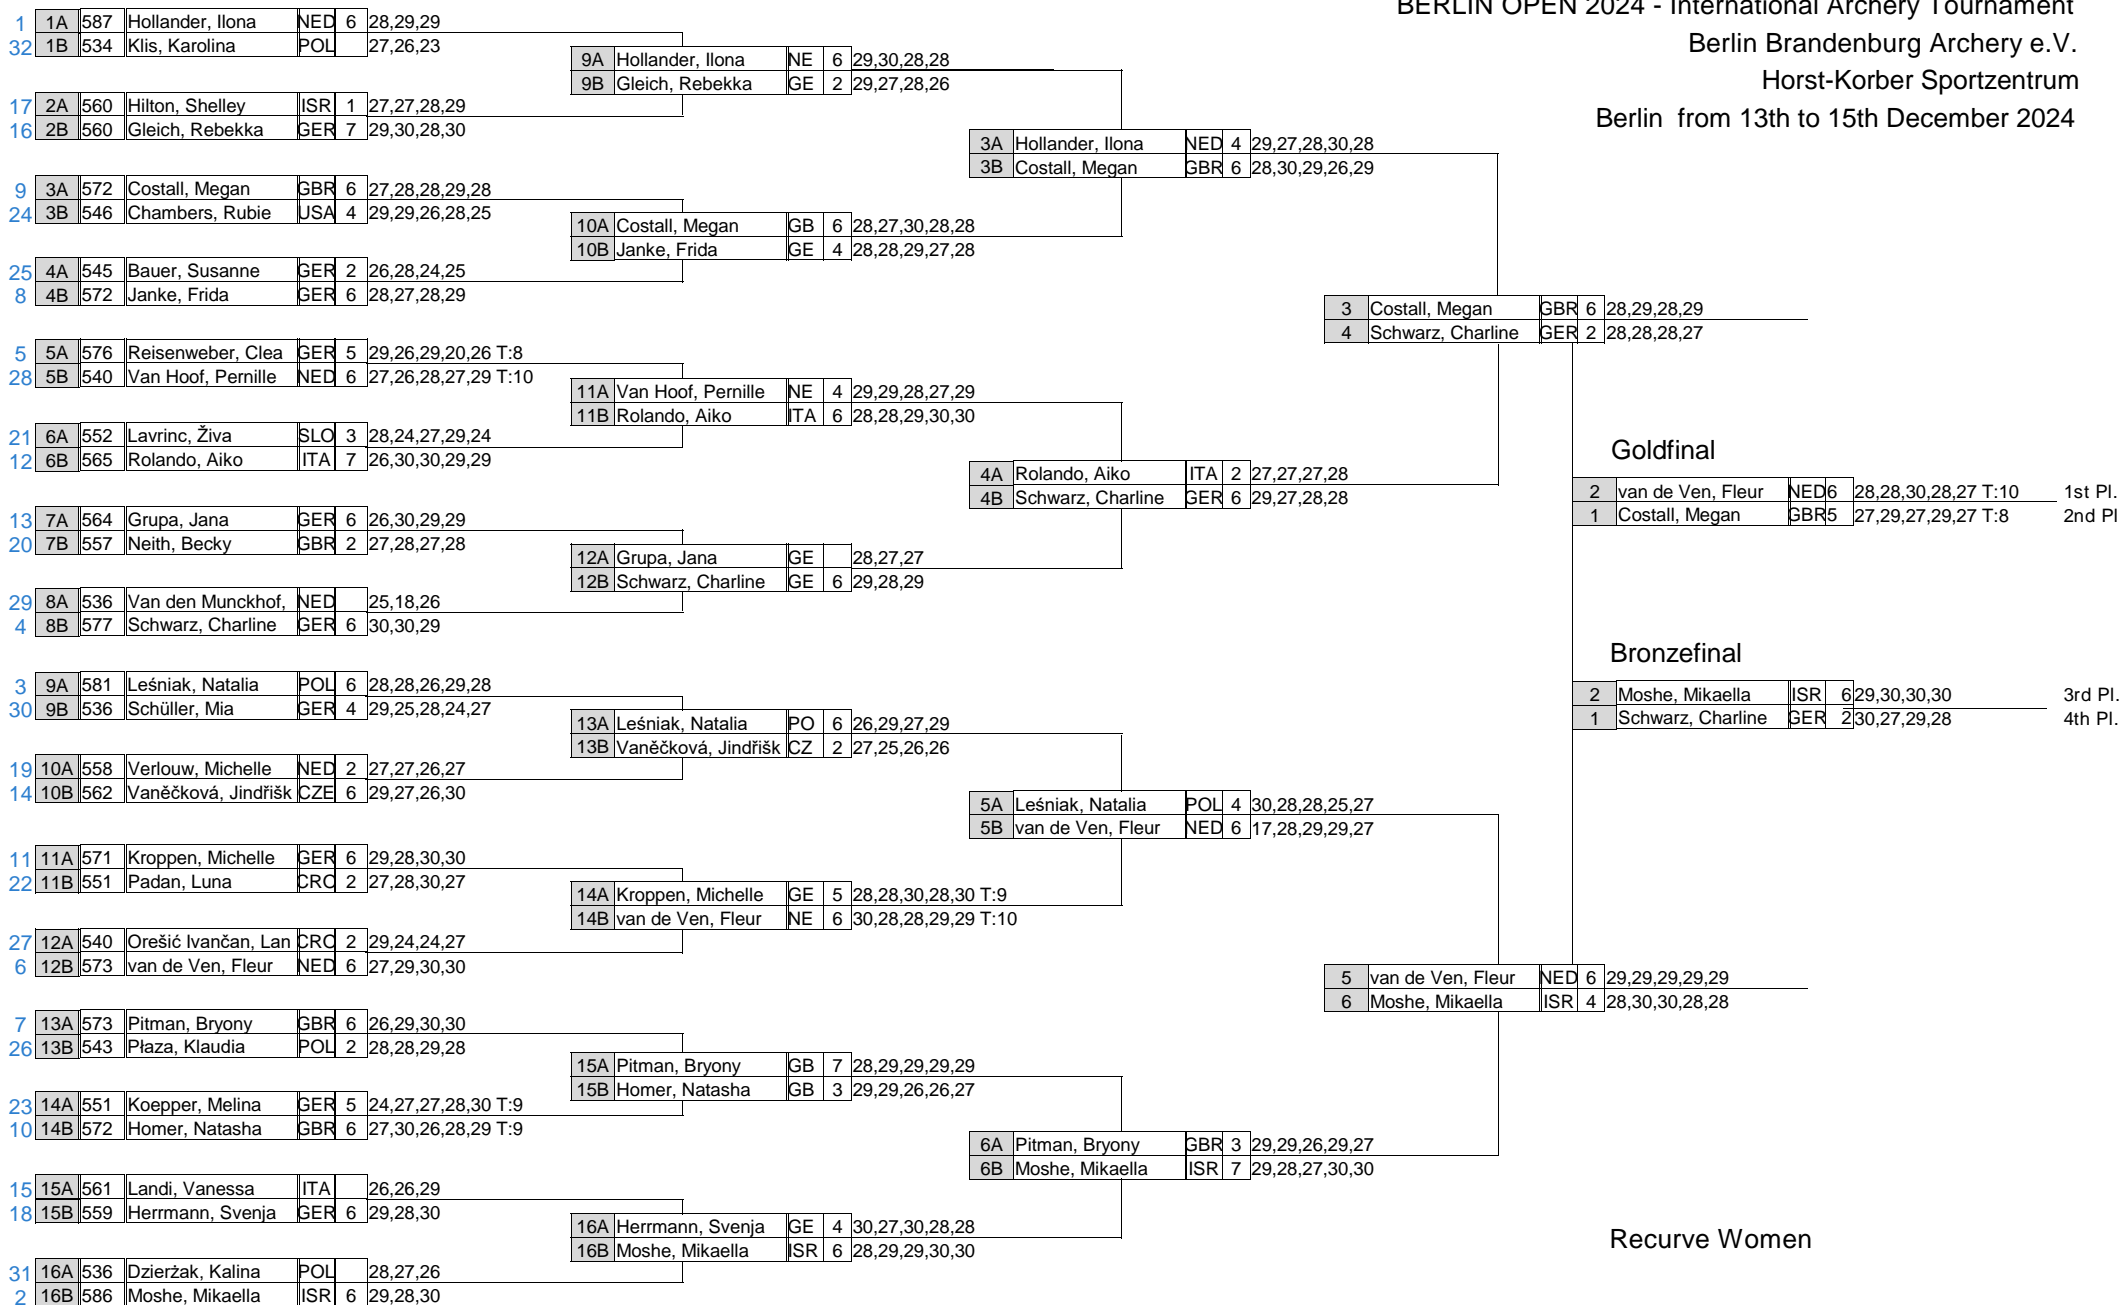 BERLIN OPEN 2024 - International Archery Tournament
Berlin Brandenburg Archery e.V.
Horst-Korber Sportzentrum
Berlin from 13th to 15th December 2024
1 1A 587 Hollander, Ilona NED 6 28,29,29
32 1B 534 Klis, Karolina POL 27,26,23
17 2A 560 Hilton, Shelley ISR 1 27,27,28,29
16 2B 560 Gleich, Rebekka GER 7 29,30,28,30
9 3A 572 Costall, Megan GBR 6 27,28,28,29,28
24 3B 546 Chambers, Rubie USA 4 29,29,26,28,25
25 4A 545 Bauer, Susanne GER 2 26,28,24,25
8 4B 572 Janke, Frida GER 6 28,27,28,29
5 5A 576 Reisenweber, Clea GER 5 29,26,29,20,26 T:8
28 5B 540 Van Hoof, Pernille NED 6 27,26,28,27,29 T:10
21 6A 552 Lavrinc, Živa SLO 3 28,24,27,29,24
12 6B 565 Rolando, Aiko ITA 7 26,30,30,29,29
13 7A 564 Grupa, Jana GER 6 26,30,29,29
20 7B 557 Neith, Becky GBR 2 27,28,27,28
29 8A 536 Van den Munckhof, NED 25,18,26
4 8B 577 Schwarz, Charline GER 6 30,30,29
3 9A 581 Leśniak, Natalia POL 6 28,28,26,29,28
30 9B 536 Schüller, Mia GER 4 29,25,28,24,27
19 10A 558 Verlouw, Michelle NED 2 27,27,26,27
14 10B 562 Vaněčková, Jindřišk CZE 6 29,27,26,30
11 11A 571 Kroppen, Michelle GER 6 29,28,30,30
22 11B 551 Padan, Luna CRO 2 27,28,30,27
27 12A 540 Orešić Ivančan, Lan CRO 2 29,24,24,27
6 12B 573 van de Ven, Fleur NED 6 27,29,30,30
7 13A 573 Pitman, Bryony GBR 6 26,29,30,30
26 13B 543 Płaza, Klaudia POL 2 28,28,29,28
23 14A 551 Koepper, Melina GER 5 24,27,27,28,30 T:9
10 14B 572 Homer, Natasha GBR 6 27,30,26,28,29 T:9
15 15A 561 Landi, Vanessa ITA 26,26,29
18 15B 559 Herrmann, Svenja GER 6 29,28,30
31 16A 536 Dzierżak, Kalina POL 28,27,26
2 16B 586 Moshe, Mikaella ISR 6 29,28,30
9A Hollander, Ilona NE 6 29,30,28,28
9B Gleich, Rebekka GE 2 29,27,28,26
10A Costall, Megan GB 6 28,27,30,28,28
10B Janke, Frida GE 4 28,28,29,27,28
11A Van Hoof, Pernille NE 4 29,29,28,27,29
11B Rolando, Aiko ITA 6 28,28,29,30,30
12A Grupa, Jana GE 28,27,27
12B Schwarz, Charline GE 6 29,28,29
13A Leśniak, Natalia PO 6 26,29,27,29
13B Vaněčková, Jindřišk CZ 2 27,25,26,26
14A Kroppen, Michelle GE 5 28,28,30,28,30 T:9
14B van de Ven, Fleur NE 6 30,28,28,29,29 T:10
15A Pitman, Bryony GB 7 28,29,29,29,29
15B Homer, Natasha GB 3 29,29,26,26,27
16A Herrmann, Svenja GE 4 30,27,30,28,28
16B Moshe, Mikaella ISR 6 28,29,29,30,30
3A Hollander, Ilona NED 4 29,27,28,30,28
3B Costall, Megan GBR 6 28,30,29,26,29
4A Rolando, Aiko ITA 2 27,27,27,28
4B Schwarz, Charline GER 6 29,27,28,28
5A Leśniak, Natalia POL 4 30,28,28,25,27
5B van de Ven, Fleur NED 6 17,28,29,29,27
6A Pitman, Bryony GBR 3 29,29,26,29,27
6B Moshe, Mikaella ISR 7 29,28,27,30,30
3 Costall, Megan GBR 6 28,29,28,29
4 Schwarz, Charline GER 2 28,28,28,27
5 van de Ven, Fleur NED 6 29,29,29,29,29
6 Moshe, Mikaella ISR 4 28,30,30,28,28
Goldfinal
2 van de Ven, Fleur NED 6 28,28,30,28,27 T:10 1st Pl.
1 Costall, Megan GBR 5 27,29,27,29,27 T:8 2nd Pl
Bronzefinal
2 Moshe, Mikaella ISR 6 29,30,30,30 3rd Pl.
1 Schwarz, Charline GER 2 30,27,29,28 4th Pl.
Recurve Women